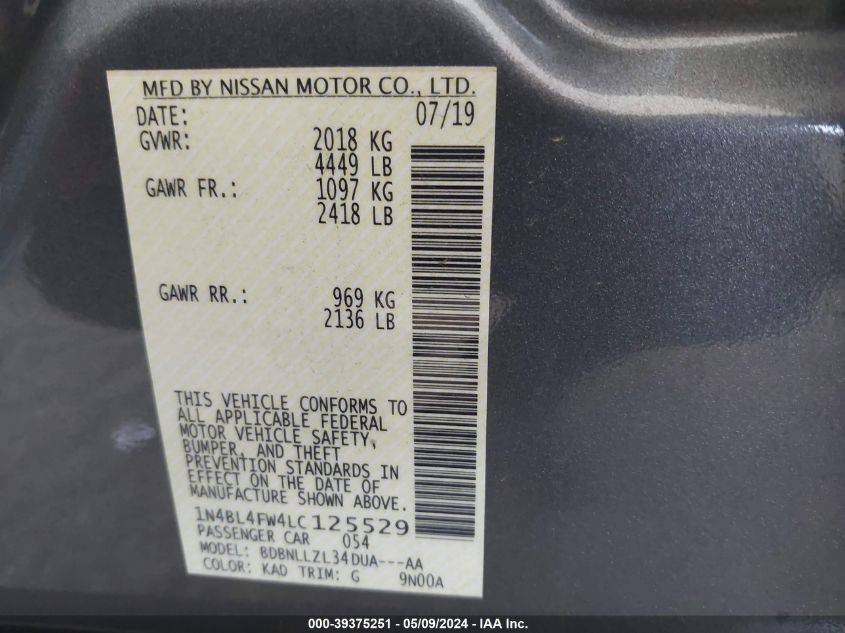 MFD BY NISSAN MOTOR CO., LTD.
DATE: 07/19
GVWR: 2018 KG
4449 LB
GAWR FR.: 1097 KG
2418 LB
GAWR RR.: 969 KG
2136 LB
THIS VEHICLE CONFORMS TO
ALL APPLICABLE FEDERAL
MOTOR VEHICLE SAFETY,
BUMPER, AND THEFT
PREVENTION STANDARDS IN
EFFECT ON THE DATE OF
MANUFACTURE SHOWN ABOVE.
1N4BL4FW4LC125529
PASSENGER CAR 054
MODEL: BDBNLLZL34DUA---AA
COLOR: KAD TRIM: G 9N00A
000-39375251 - 05/09/2024 - IAA Inc.